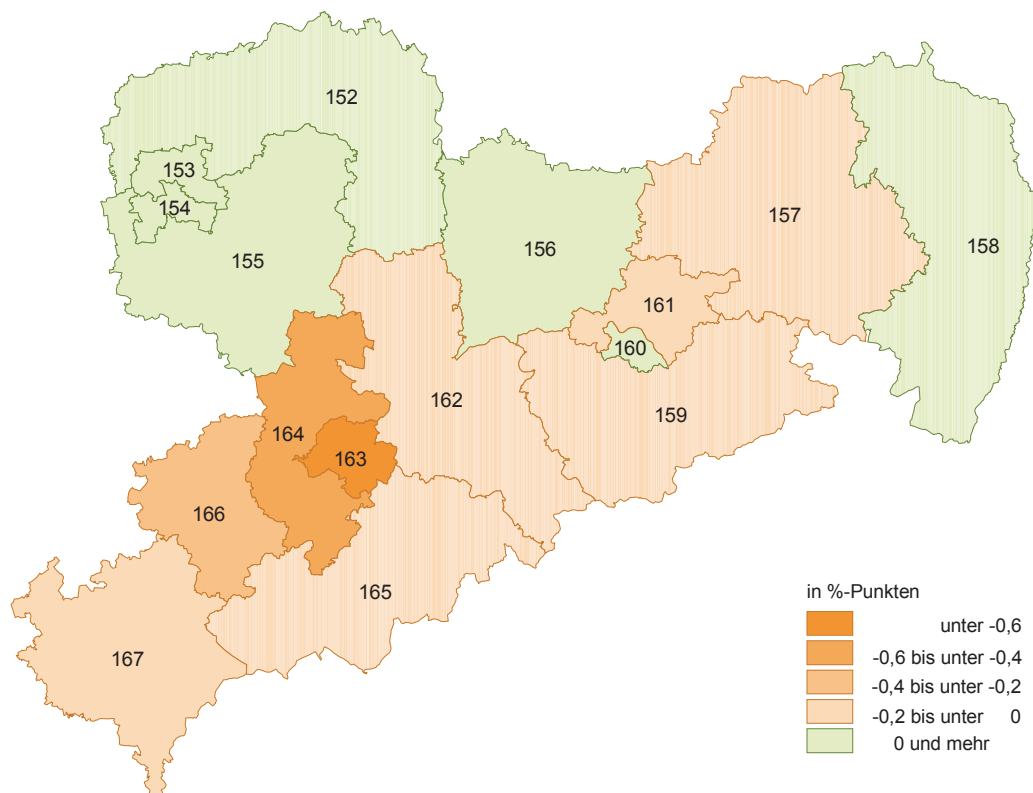 152
153
154
155
156
157
158
161
160
159
162
164
163
166
165
167
in %-Punkten
unter -0,6
-0,6 bis unter -0,4
-0,4 bis unter -0,2
-0,2 bis unter 0
0 und mehr